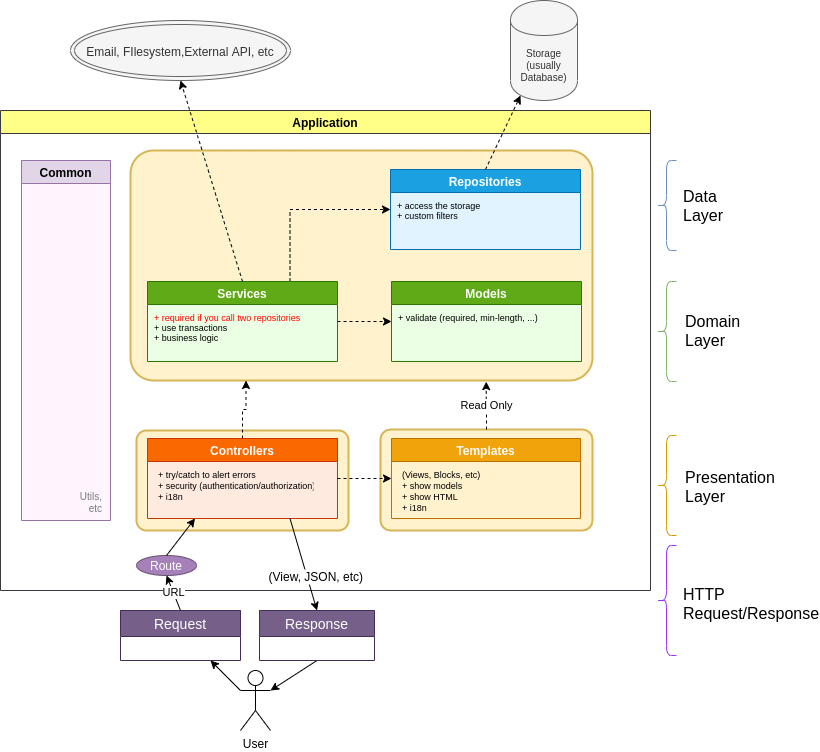 Email, FIlesystem,External API, etc
Storage
(usually
Database)
Application
Common
Utils,
etc
Repositories
+ access the storage
+ custom filters
Services
+ required if you call two repositories
+ use transactions
+ business logic
Models
+ validate (required, min-length, ...)
Read Only
Controllers
+ try/catch to alert errors
+ security (authentication/authorization)
+ i18n
Templates
(Views, Blocks, etc)
+ show models
+ show HTML
+ i18n
Route
URL
(View, JSON, etc)
Request
Response
User
Data
Layer
Domain
Layer
Presentation
Layer
HTTP
Request/Response